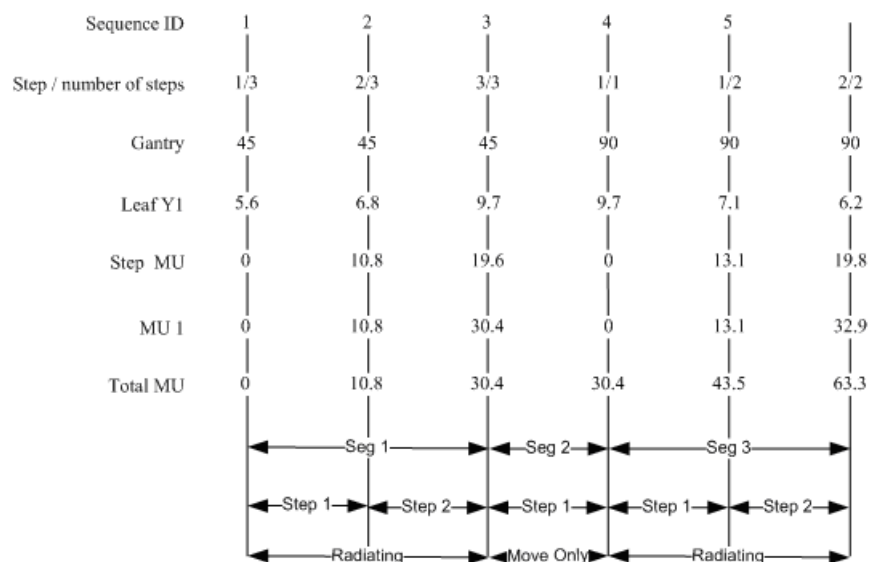 Sequence ID 1 2 3 4 5
Step / number of steps 1/3 2/3 3/3 1/1 1/2 2/2
Gantry 45 45 45 90 90 90
Leaf Y1 5.6 6.8 9.7 9.7 7.1 6.2
Step MU 0 10.8 19.6 0 13.1 19.8
MU 1 0 10.8 30.4 0 13.1 32.9
Total MU 0 10.8 30.4 30.4 43.5 63.3
Seg 1 Seg 2 Seg 3
Step 1 Step 2 Step 1 Step 1 Step 2
Radiating Move Only Radiating